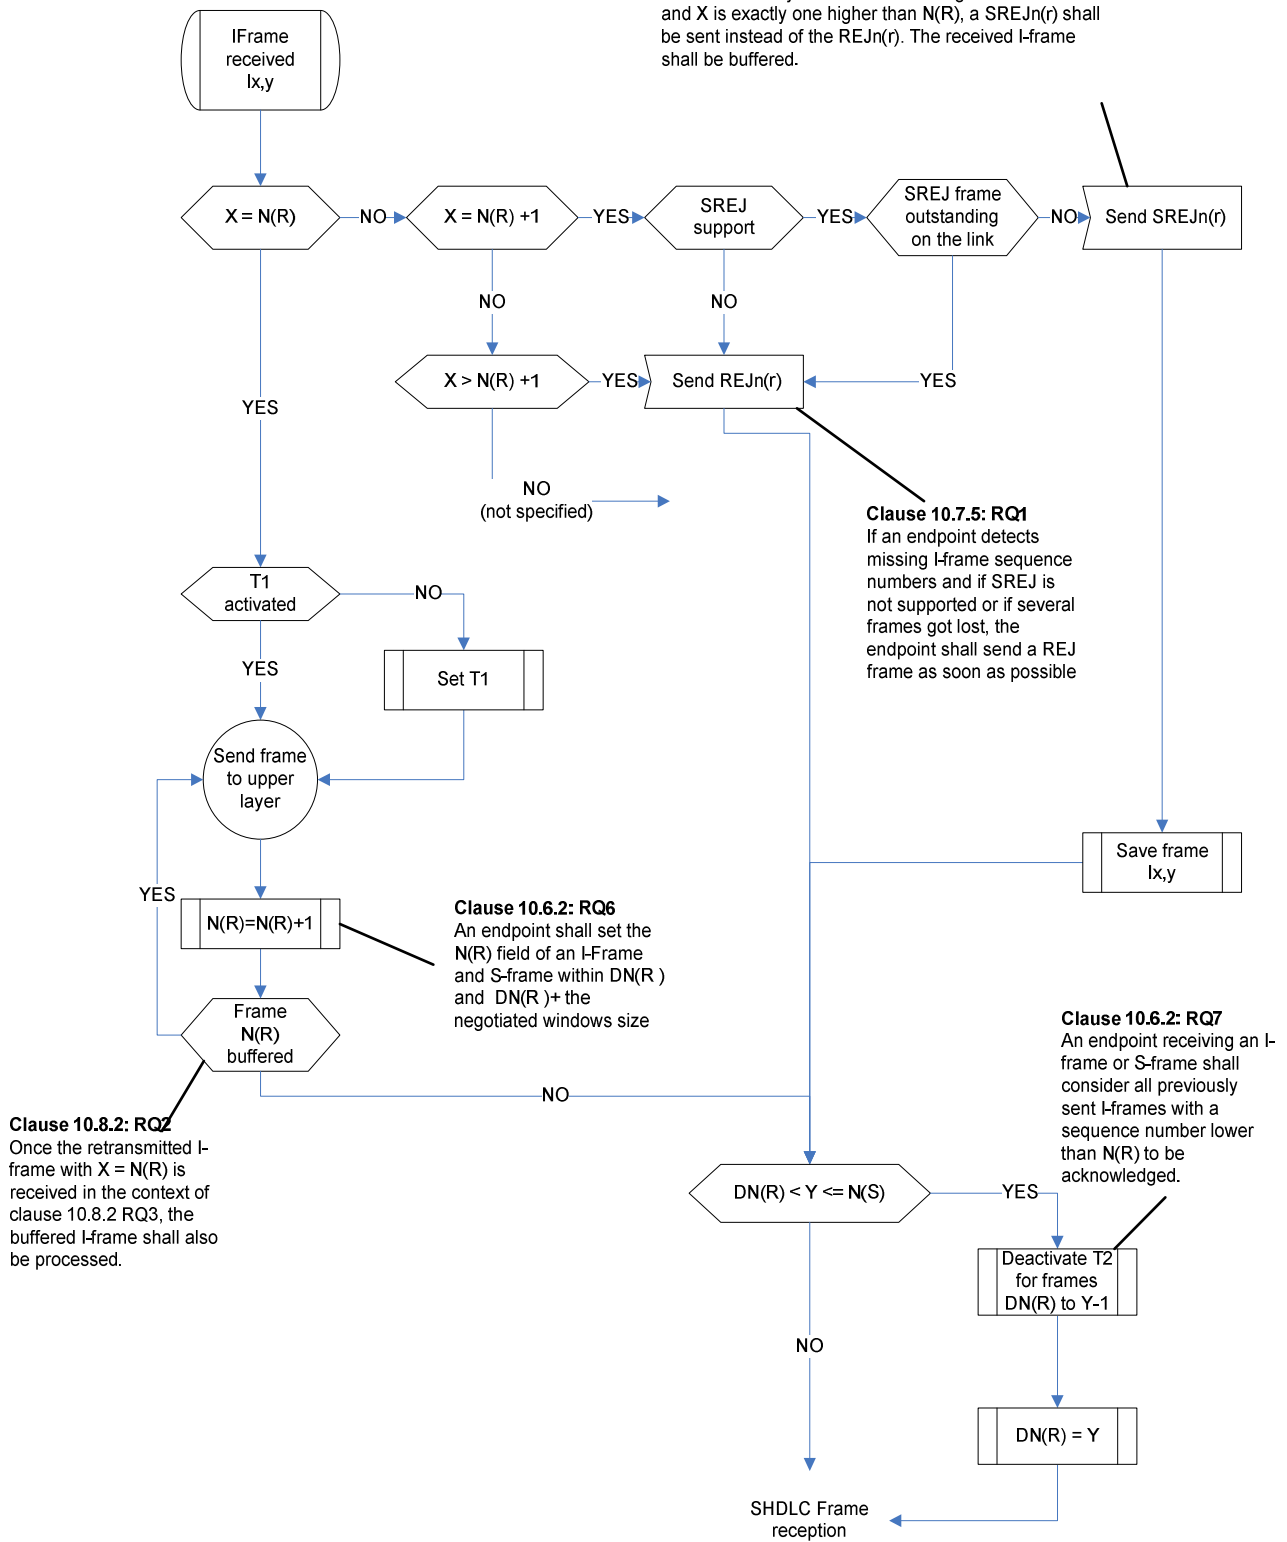 and X is exactly one higher than N(R), a SREJn(r) shall
be sent instead of the REJn(r). The received I-frame
shall be buffered.
IFrame
received
Ix,y
X = N(R)
NO
X = N(R) +1
YES
SREJ
support
YES
SREJ frame
outstanding
on the link
NO
Send SREJn(r)
NO
NO
X > N(R) +1
YES
Send REJn(r)
YES
YES
NO
(not specified)
Clause 10.7.5: RQ1
If an endpoint detects
missing I-frame sequence
numbers and if SREJ is
not supported or if several
frames got lost, the
endpoint shall send a REJ
frame as soon as possible
T1
activated
NO
YES
Set T1
Send frame
to upper
layer
Save frame
Ix,y
YES
N(R)=N(R)+1
Clause 10.6.2: RQ6
An endpoint shall set the
N(R) field of an I-Frame
and S-frame within DN(R )
and DN(R )+ the
negotiated windows size
Frame
N(R)
buffered
NO
Clause 10.6.2: RQ7
An endpoint receiving an I-
frame or S-frame shall
consider all previously
sent I-frames with a
sequence number lower
than N(R) to be
acknowledged.
Clause 10.8.2: RQ2
Once the retransmitted I-
frame with X = N(R) is
received in the context of
clause 10.8.2 RQ3, the
buffered I-frame shall also
be processed.
DN(R) < Y <= N(S)
YES
Deactivate T2
for frames
DN(R) to Y-1
NO
DN(R) = Y
SHDLC Frame
reception